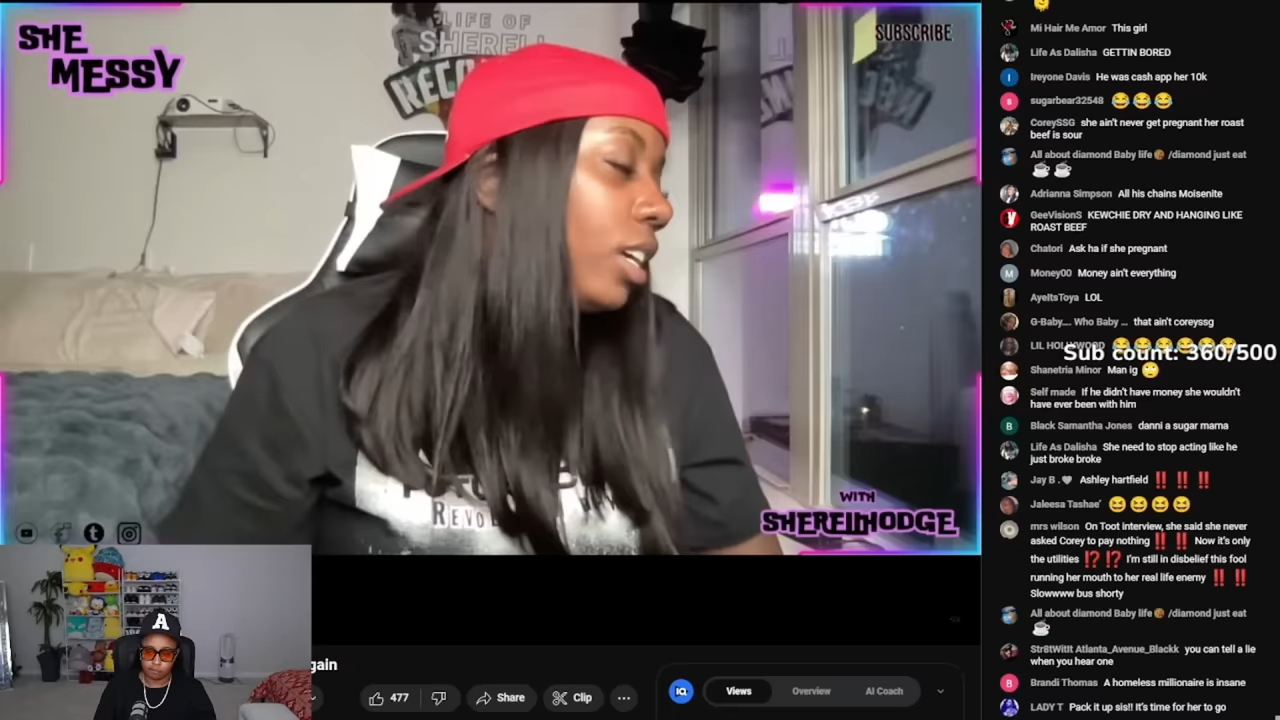 SHE
MESSY
LIFE OF
SHERELL
SUBSCRIBE
WITH
SHERELLHODGE
A
gain
477
Share
Clip
IQ
Views
Overview
AI Coach
Mi Hair Me Amor This girl
Life As Dalisha GETTIN BORED
Ireyone Davis He was cash app her 10k
sugarbear32548 😂😂😂
CoreySSG she ain't never get pregnant her roast
beef is sour
All about diamond Baby life /diamond just eat
☕☕
Adrianna Simpson All his chains Moisenite
GeeVisionS KEWCHIE DRY AND HANGING LIKE
ROAST BEEF
Chatori Ask ha if she pregnant
Money00 Money ain't everything
AyeItsToya LOL
G-Baby.... Who Baby ... that ain't coreyssg
LIL HOLLYWOOD 😂😂😂😂😂😂
Sub count: 360/500
Shanetria Minor Man ig 🙄
Self made If he didn't have money she wouldn't
have ever been with him
Black Samantha Jones danni a sugar mama
Life As Dalisha She need to stop acting like he
just broke broke
Jay B . 🖤 Ashley hartfield ‼️ ‼️ ‼️
Jaleesa Tashae' 😆😆😆😆
mrs wilson On Toot interview, she said she never
asked Corey to pay nothing ‼️ ‼️ Now it's only
the utilities ⁉️ ⁉️ I'm still in disbelief this fool
running her mouth to her real life enemy ‼️ ‼️
Slowwww bus shorty
All about diamond Baby life /diamond just eat
☕
Str8tWitIt Atlanta_Avenue_Blackk you can tell a lie
when you hear one
Brandi Thomas A homeless millionaire is insane
LADY T Pack it up sis!! It's time for her to go